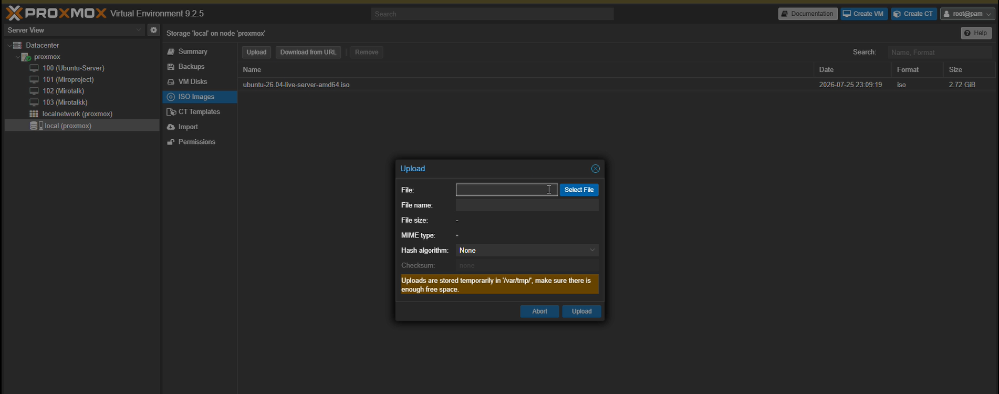 PROXMOX Virtual Environment 9.2.5
Search
Documentation
Create VM
Create CT
root@pam
Server View
Storage 'local' on node 'proxmox'
Help
Datacenter
proxmox
100 (Ubuntu-Server)
101 (Miroproject)
102 (Mirotalk)
103 (Mirotalkk)
localnetwork (proxmox)
local (proxmox)
Summary
Backups
VM Disks
ISO Images
CT Templates
Import
Permissions
Upload
Download from URL
Remove
Search:
Name, Format
Name
Date
Format
Size
ubuntu-26.04-live-server-amd64.iso
2026-07-25 23:09:19
iso
2.72 GiB
Upload
File:
Select File
File name:
File size:
-
MIME type:
-
Hash algorithm:
None
Checksum:
none
Uploads are stored temporarily in '/var/tmp/', make sure there is
enough free space.
Abort
Upload